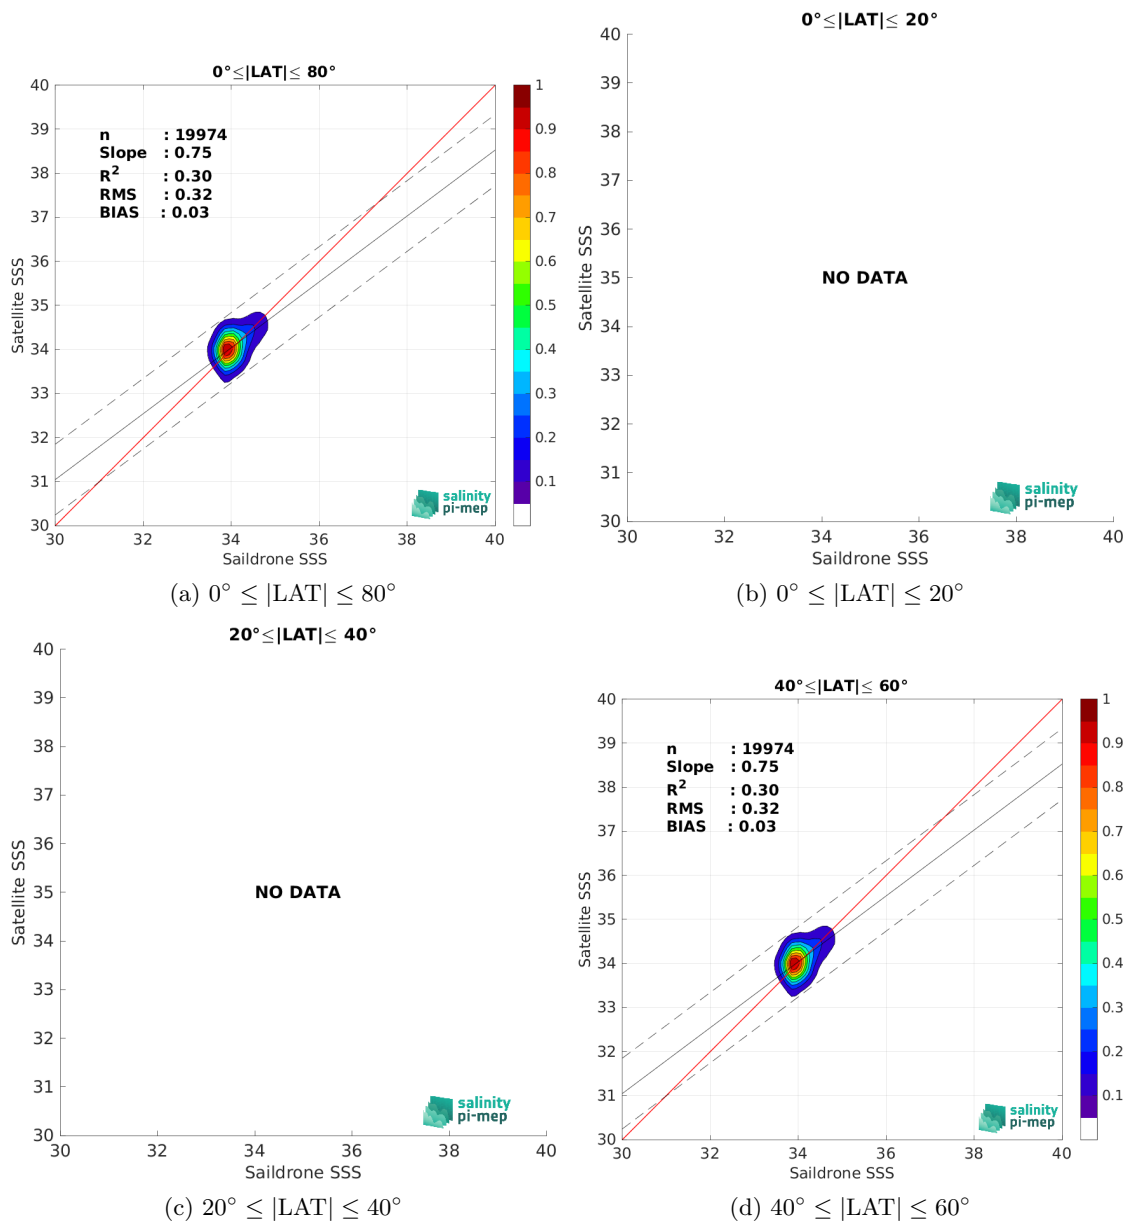 0°≤|LAT|≤ 80°
40
39
38
37
36
35
34
33
32
31
30
Satellite SSS
n : 19974
Slope : 0.75
R² : 0.30
RMS : 0.32
BIAS : 0.03
salinity
pi-mep
30 32 34 36 38 40
Saildrone SSS
1
0.9
0.8
0.7
0.6
0.5
0.4
0.3
0.2
0.1
(a) 0° ≤ |LAT| ≤ 80°
0°≤|LAT|≤ 20°
40
39
38
37
36
35
34
33
32
31
30
Satellite SSS
NO DATA
salinity
pi-mep
30 32 34 36 38 40
Saildrone SSS
(b) 0° ≤ |LAT| ≤ 20°
20°≤|LAT|≤ 40°
40
39
38
37
36
35
34
33
32
31
30
Satellite SSS
NO DATA
salinity
pi-mep
30 32 34 36 38 40
Saildrone SSS
(c) 20° ≤ |LAT| ≤ 40°
40°≤|LAT|≤ 60°
40
39
38
37
36
35
34
33
32
31
30
Satellite SSS
n : 19974
Slope : 0.75
R² : 0.30
RMS : 0.32
BIAS : 0.03
salinity
pi-mep
30 32 34 36 38 40
Saildrone SSS
1
0.9
0.8
0.7
0.6
0.5
0.4
0.3
0.2
0.1
(d) 40° ≤ |LAT| ≤ 60°